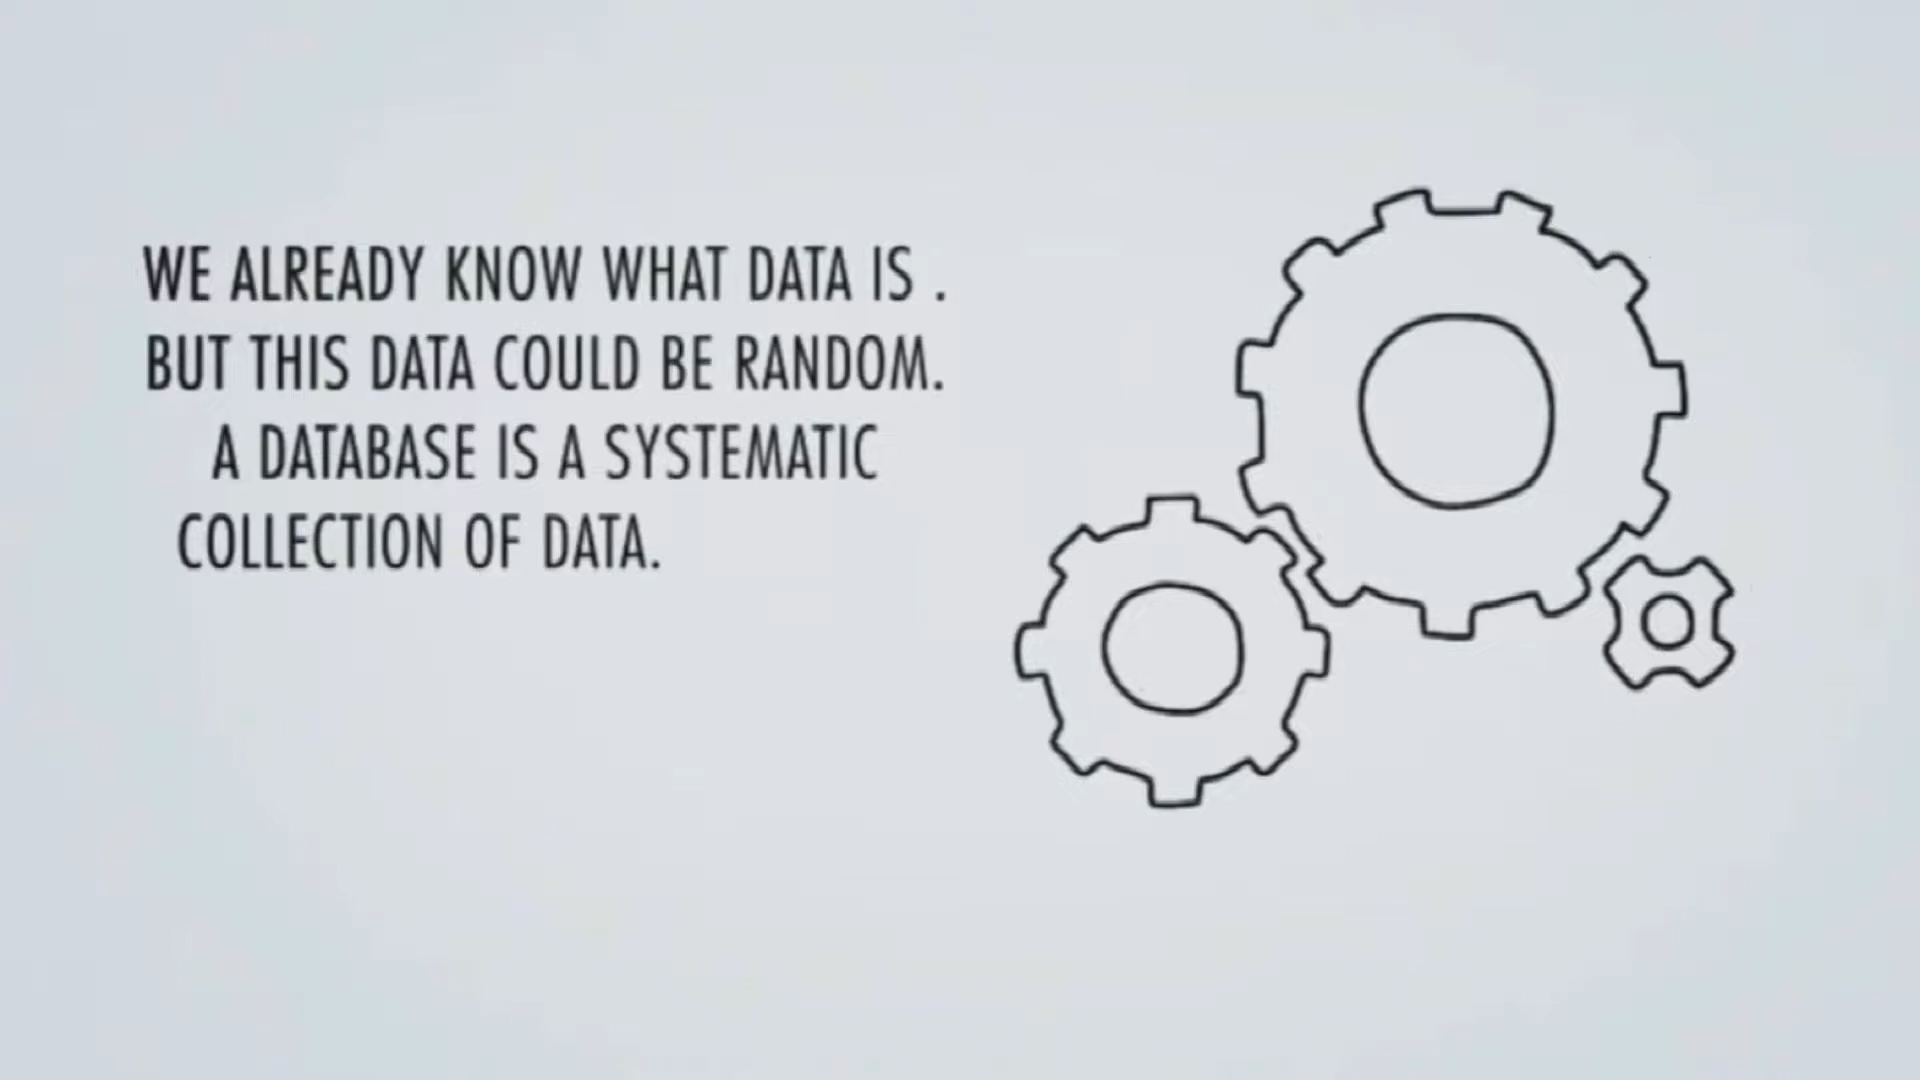 WE ALREADY KNOW WHAT DATA IS .
BUT THIS DATA COULD BE RANDOM.
A DATABASE IS A SYSTEMATIC
COLLECTION OF DATA.